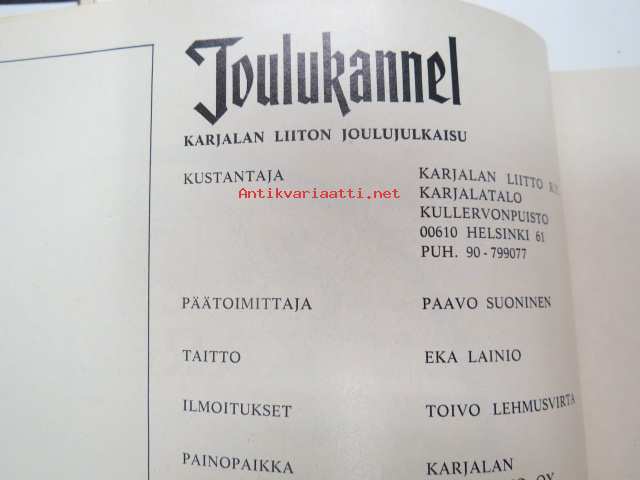 Joulukannel
KARJALAN LIITON JOULUJULKAISU
KUSTANTAJA KARJALAN LIITTO R.Y.
Antikvariaatti.net
KARJALATALO
KULLERVONPUISTO
00610 HELSINKI 61
PUH. 90-799077
PÄÄTOIMITTAJA PAAVO SUONINEN
TAITTO EKA LAINIO
ILMOITUKSET TOIVO LEHMUSVIRTA
PAINOPAIKKA KARJALAN
OY